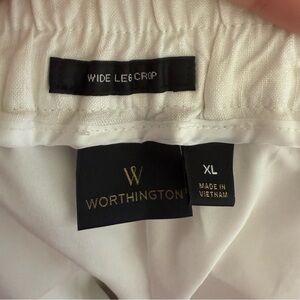 WIDE LEG CROP
W
WORTHINGTON
XL
MADE IN
VIETNAM